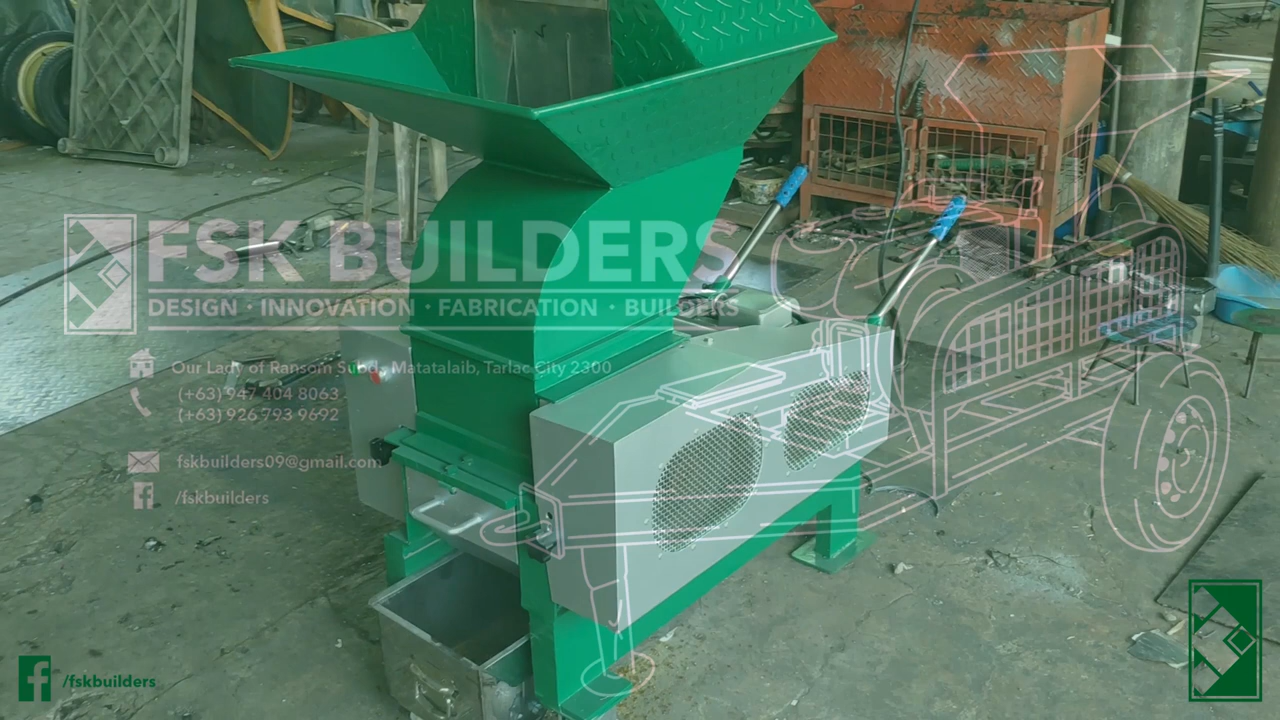 FSK BUILDERS
DESIGN · INNOVATION · FABRICATION · BUILDERS
Our Lady of Ransom Subd., Matatalaib, Tarlac City 2300
(+63) 947 404 8063
(+63) 926 793 9692
fskbuilders09@gmail.com
/fskbuilders
/fskbuilders